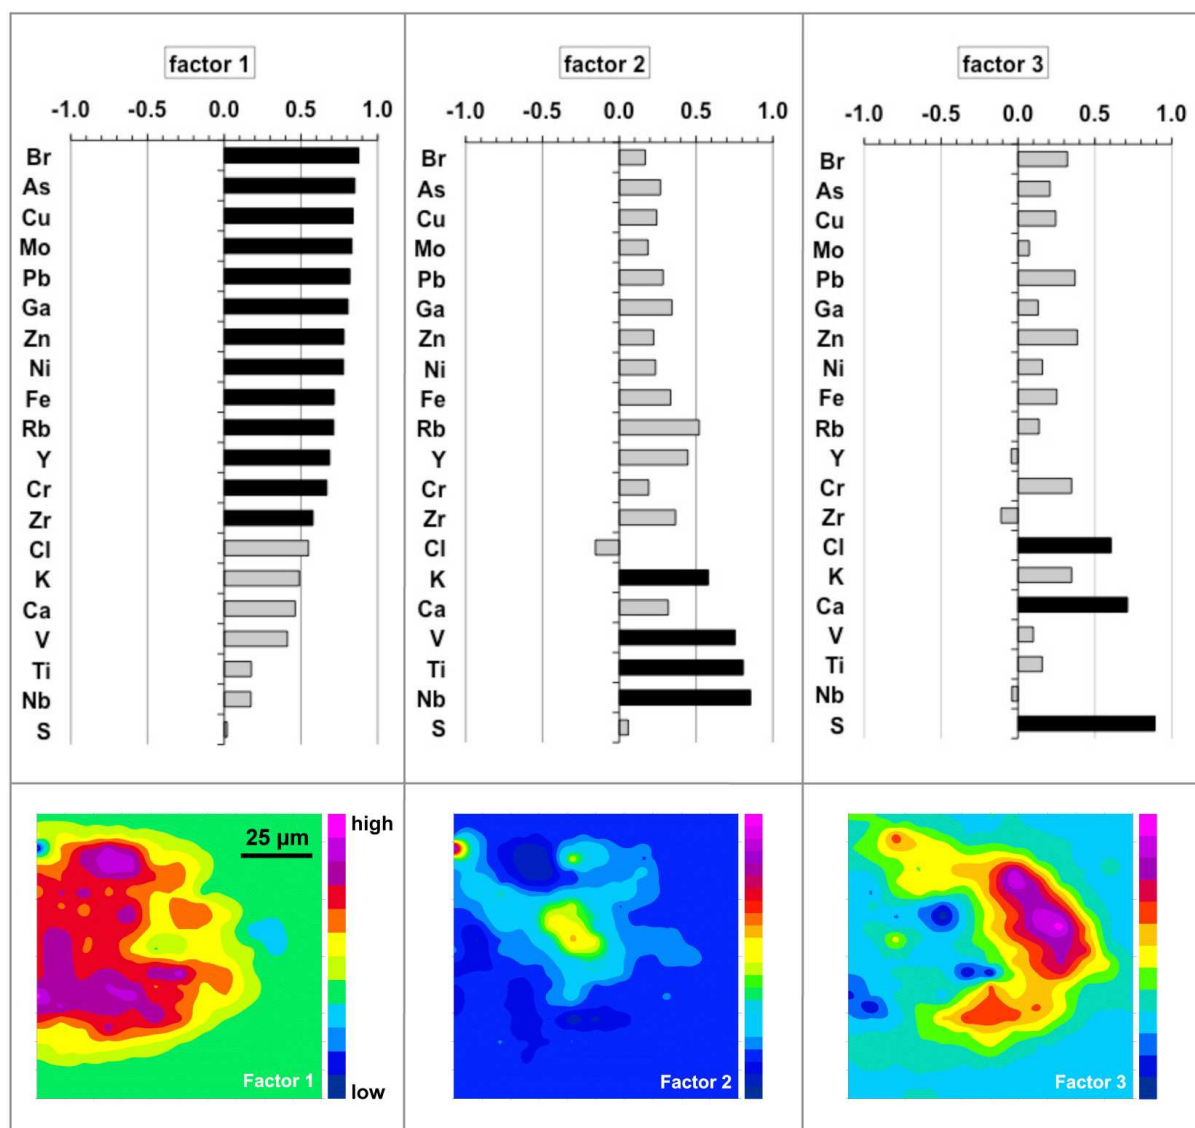 factor 1
-1.0 -0.5 0.0 0.5 1.0
Br
As
Cu
Mo
Pb
Ga
Zn
Ni
Fe
Rb
Y
Cr
Zr
Cl
K
Ca
V
Ti
Nb
S
factor 2
-1.0 -0.5 0.0 0.5 1.0
Br
As
Cu
Mo
Pb
Ga
Zn
Ni
Fe
Rb
Y
Cr
Zr
Cl
K
Ca
V
Ti
Nb
S
factor 3
-1.0 -0.5 0.0 0.5 1.0
Br
As
Cu
Mo
Pb
Ga
Zn
Ni
Fe
Rb
Y
Cr
Zr
Cl
K
Ca
V
Ti
Nb
S
25 µm
high
Factor 1
low
Factor 2
Factor 3